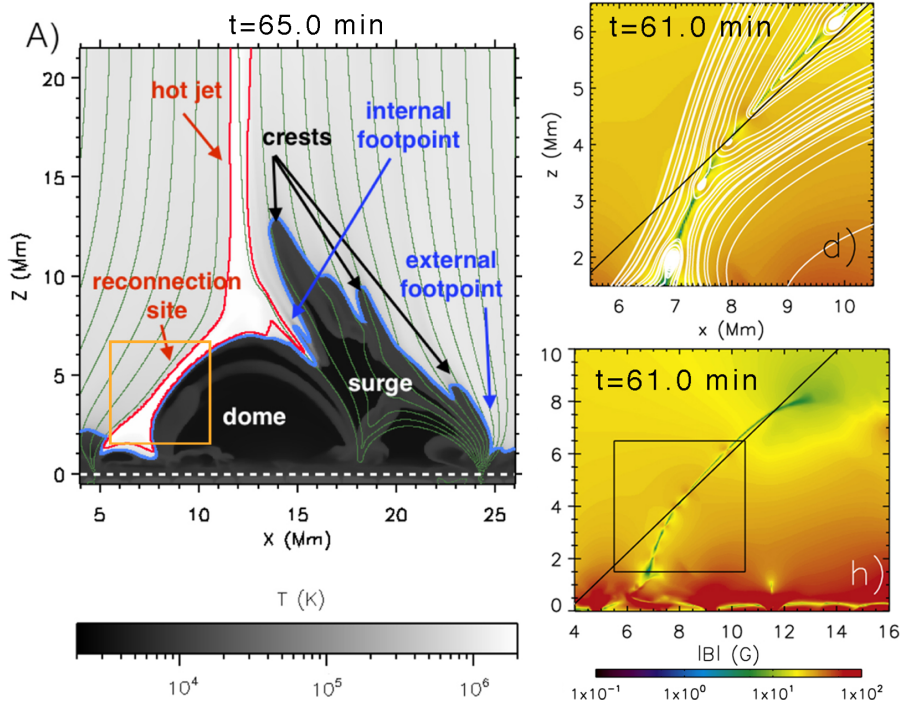 A)
t=65.0 min
hot jet
internal
footpoint
crests
reconnection
site
external
footpoint
surge
dome
Z (Mm)
20
15
10
5
0
5 10 15 20 25
X (Mm)
T (K)
10⁴ 10⁵ 10⁶
t=61.0 min
z (Mm)
6
5
4
3
2
d)
6 7 8 9 10
x (Mm)
t=61.0 min
10
8
6
4
2
0
h)
4 6 8 10 12 14 16
|B| (G)
1x10⁻¹ 1x10⁰ 1x10¹ 1x10²